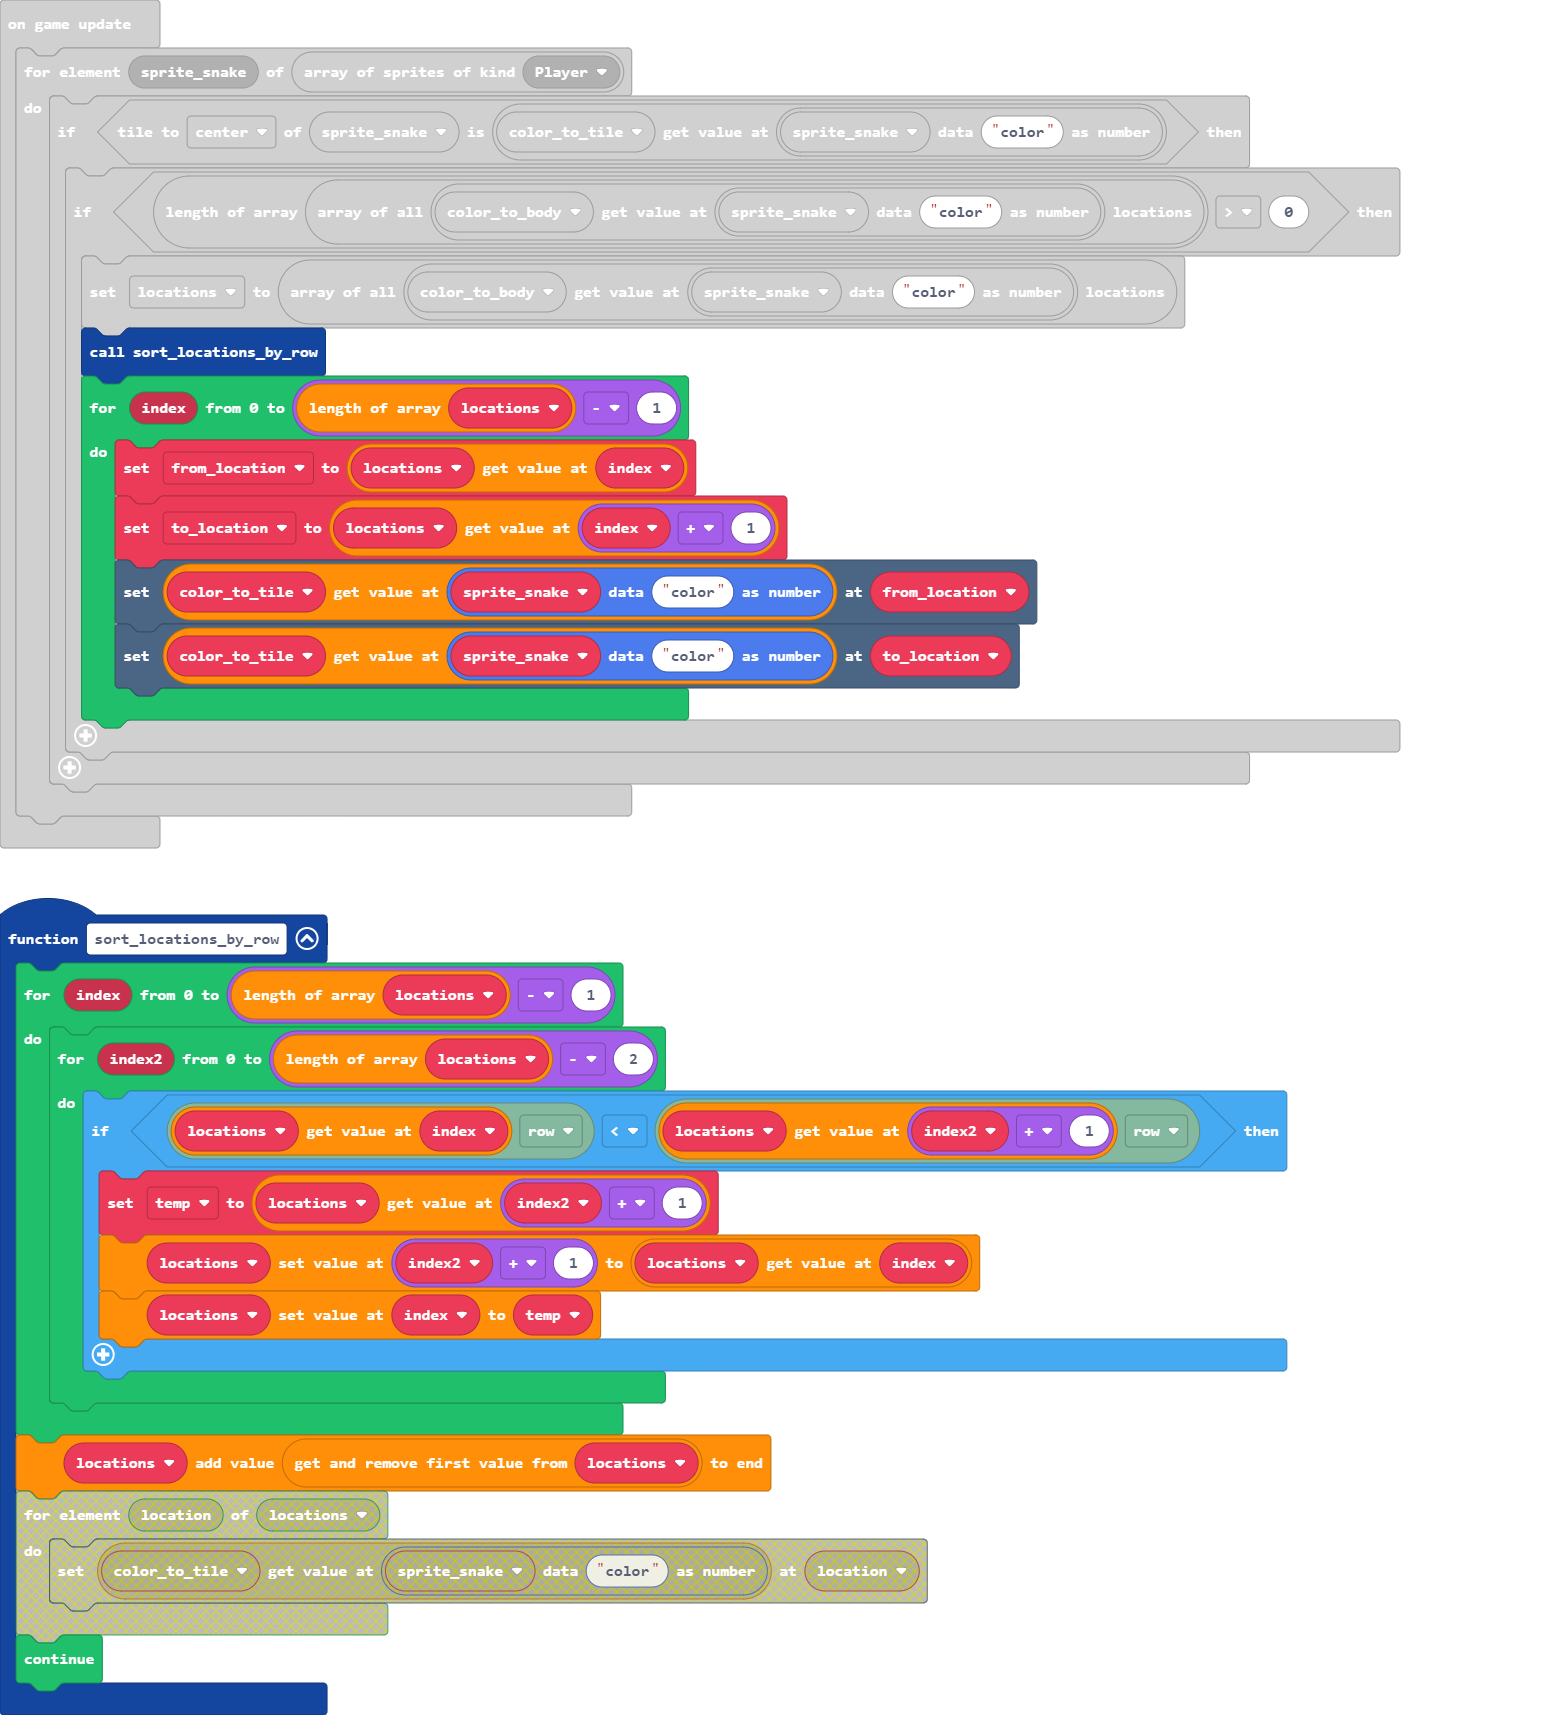 on game update
for element sprite_snake of array of sprites of kind Player
do
if tile to center of sprite_snake is color_to_tile get value at sprite_snake data "color" as number then
if length of array array of all color_to_body get value at sprite_snake data "color" as number locations > 0 then
set locations to array of all color_to_body get value at sprite_snake data "color" as number locations
call sort_locations_by_row
for index from 0 to length of array locations - 1
do
set from_location to locations get value at index
set to_location to locations get value at index + 1
set color_to_tile get value at sprite_snake data "color" as number at from_location
set color_to_tile get value at sprite_snake data "color" as number at to_location
function sort_locations_by_row
for index from 0 to length of array locations - 1
do
for index2 from 0 to length of array locations - 2
do
if locations get value at index row < locations get value at index2 + 1 row then
set temp to locations get value at index2 + 1
locations set value at index2 + 1 to locations get value at index
locations set value at index to temp
locations add value get and remove first value from locations to end
for element location of locations
do
set color_to_tile get value at sprite_snake data "color" as number at location
continue